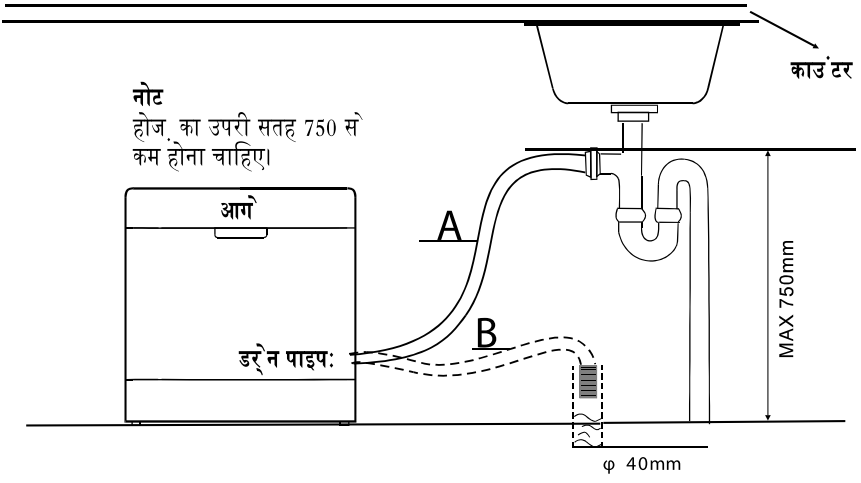 काउंटर
नोट
होज़ का उपरी सतह 750 से
कम होना चाहिए।
आगे
A
MAX 750mm
B
डर्ेन पाइपः
φ 40mm